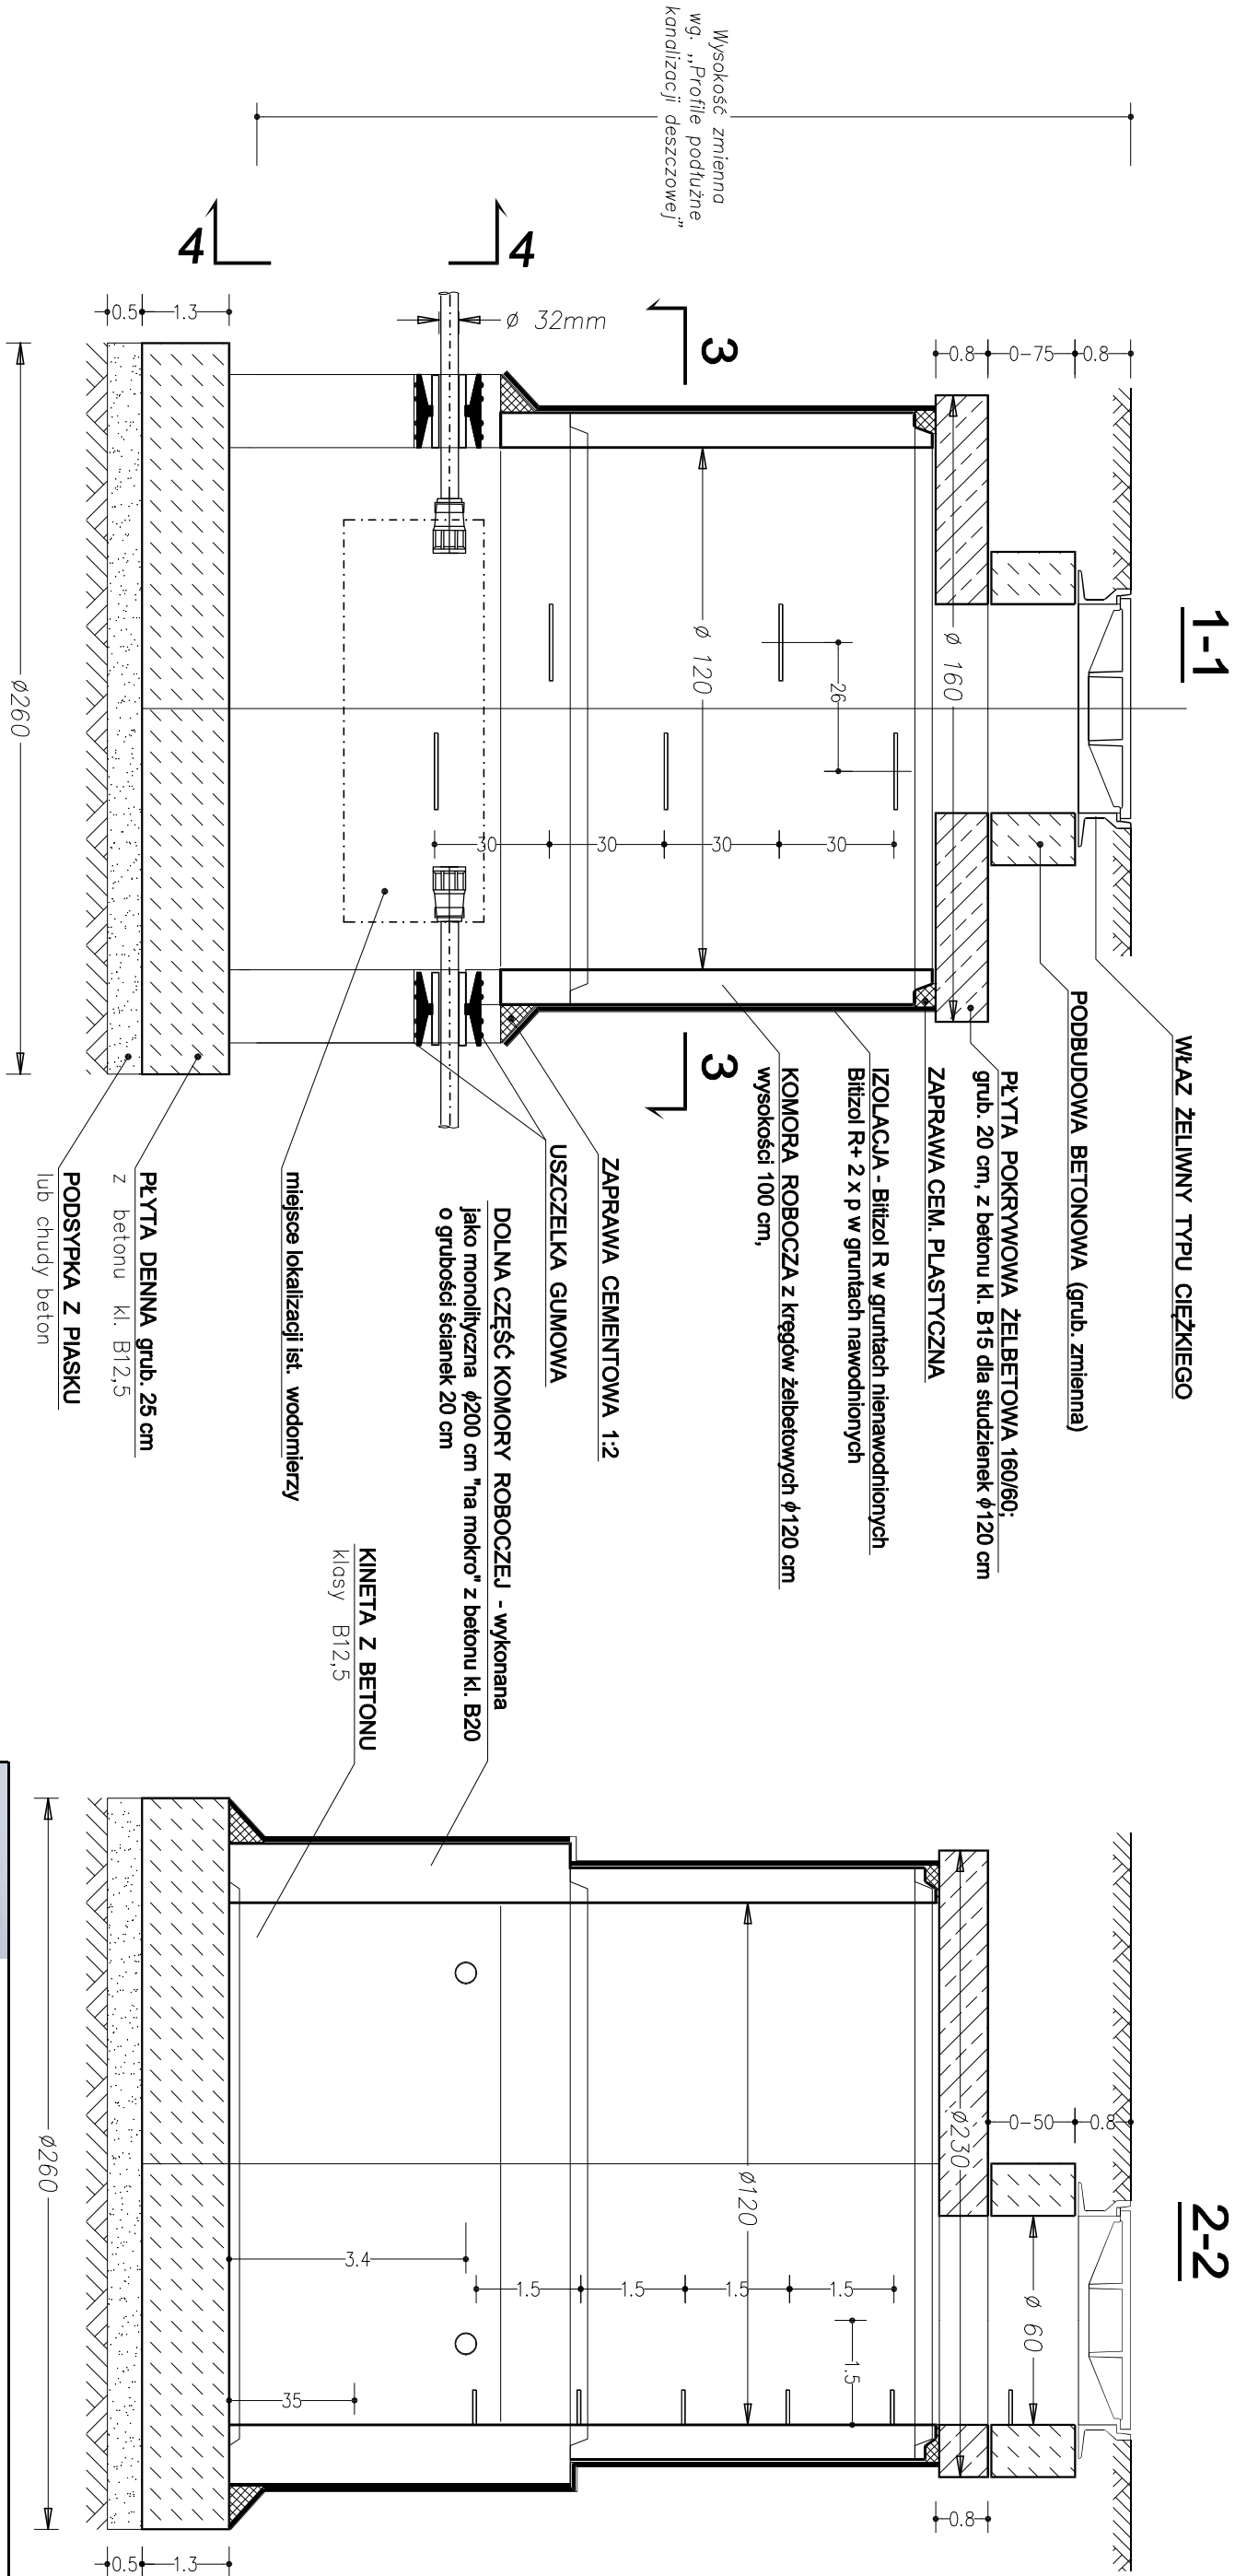 1-1
2-2
Wysokość zmienna
wg. „Profile podłużne
kanalizacji deszczowej”
4
4
3
3
ø 32mm
0.5
1.3
0.8
0-75
0.8
ø 160
ø 120
26
30
30
30
30
ø260
WŁAZ ŻELIWNY TYPU CIĘŻKIEGO
PODBUDOWA BETONOWA (grub. zmienna)
PŁYTA POKRYWOWA ŻELBETOWA 160/60;
grub. 20 cm, z betonu kl. B15 dla studzienek ϕ120 cm
ZAPRAWA CEM. PLASTYCZNA
IZOLACJA - Bitizol R w gruntach nienawodnionych
Bitizol R+ 2 x p w gruntach nawodnionych
KOMORA ROBOCZA z kręgów żelbetowych ϕ120 cm
wysokości 100 cm,
ZAPRAWA CEMENTOWA 1:2
USZCZELKA GUMOWA
DOLNA CZĘŚĆ KOMORY ROBOCZEJ - wykonana
jako monolityczna ϕ200 cm "na mokro" z betonu kl. B20
o grubości ścianek 20 cm
KINETA Z BETONU
klasy B12,5
miejsce lokalizacji ist. wodomierzy
PŁYTA DENNA grub. 25 cm
z betonu kl. B12,5
PODSYPKA Z PIASKU
lub chudy beton
0-50
0.8
ø230
ø 60
ø120
1.5
1.5
1.5
1.5
1.5
3.4
35
0.8
ø260
0.5
1.3